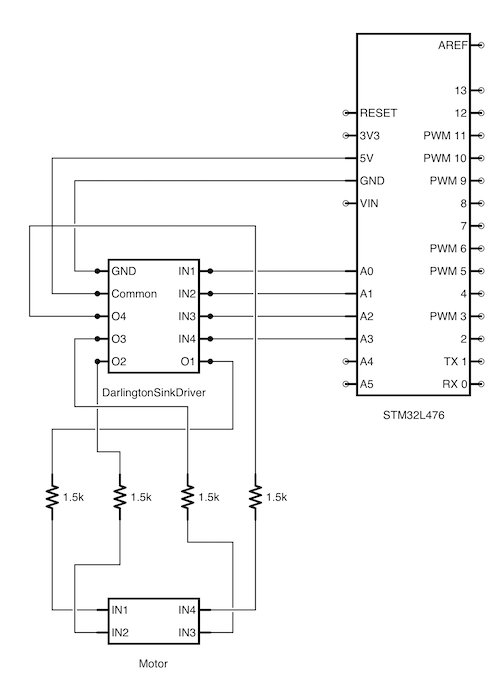 AREF
13
RESET 12
3V3 PWM 11
5V PWM 10
GND PWM 9
VIN 8
7
PWM 6
GND IN1 A0 PWM 5
Common IN2 A1 4
O4 IN3 A2 PWM 3
O3 IN4 A3 2
O2 O1 A4 TX 1
DarlingtonSinkDriver A5 RX 0
STM32L476
1.5k 1.5k 1.5k 1.5k
IN1 IN4
IN2 IN3
Motor